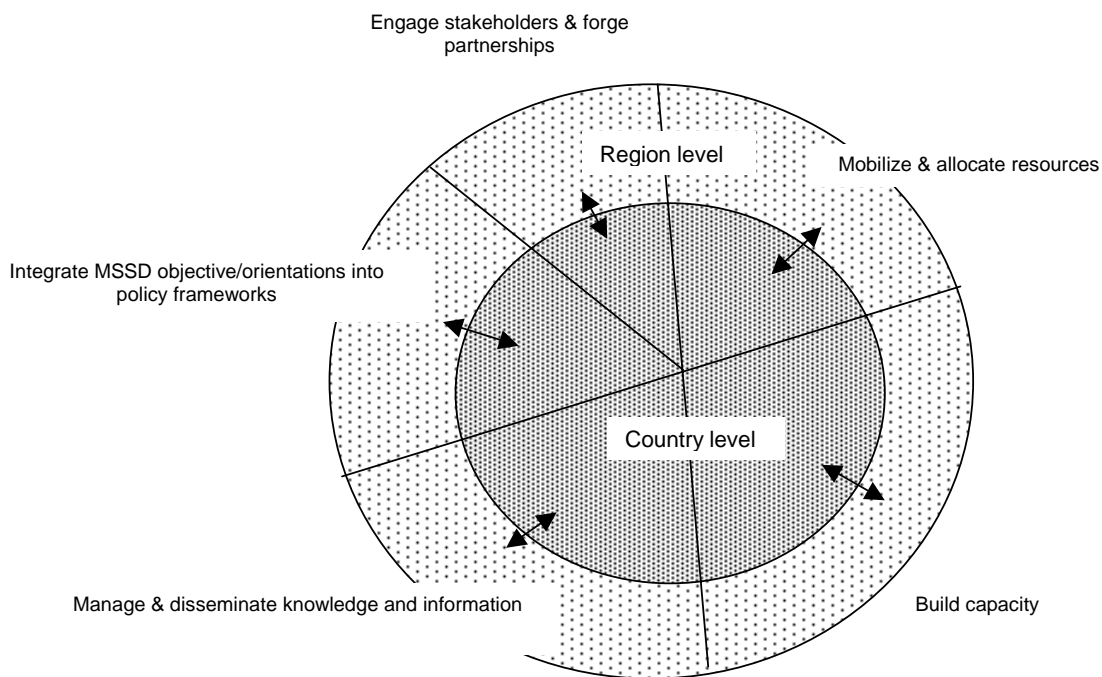 Engage stakeholders & forge
partnerships
Region level
Mobilize & allocate resources
Integrate MSSD objective/orientations into
policy frameworks
Country level
Manage & disseminate knowledge and information
Build capacity